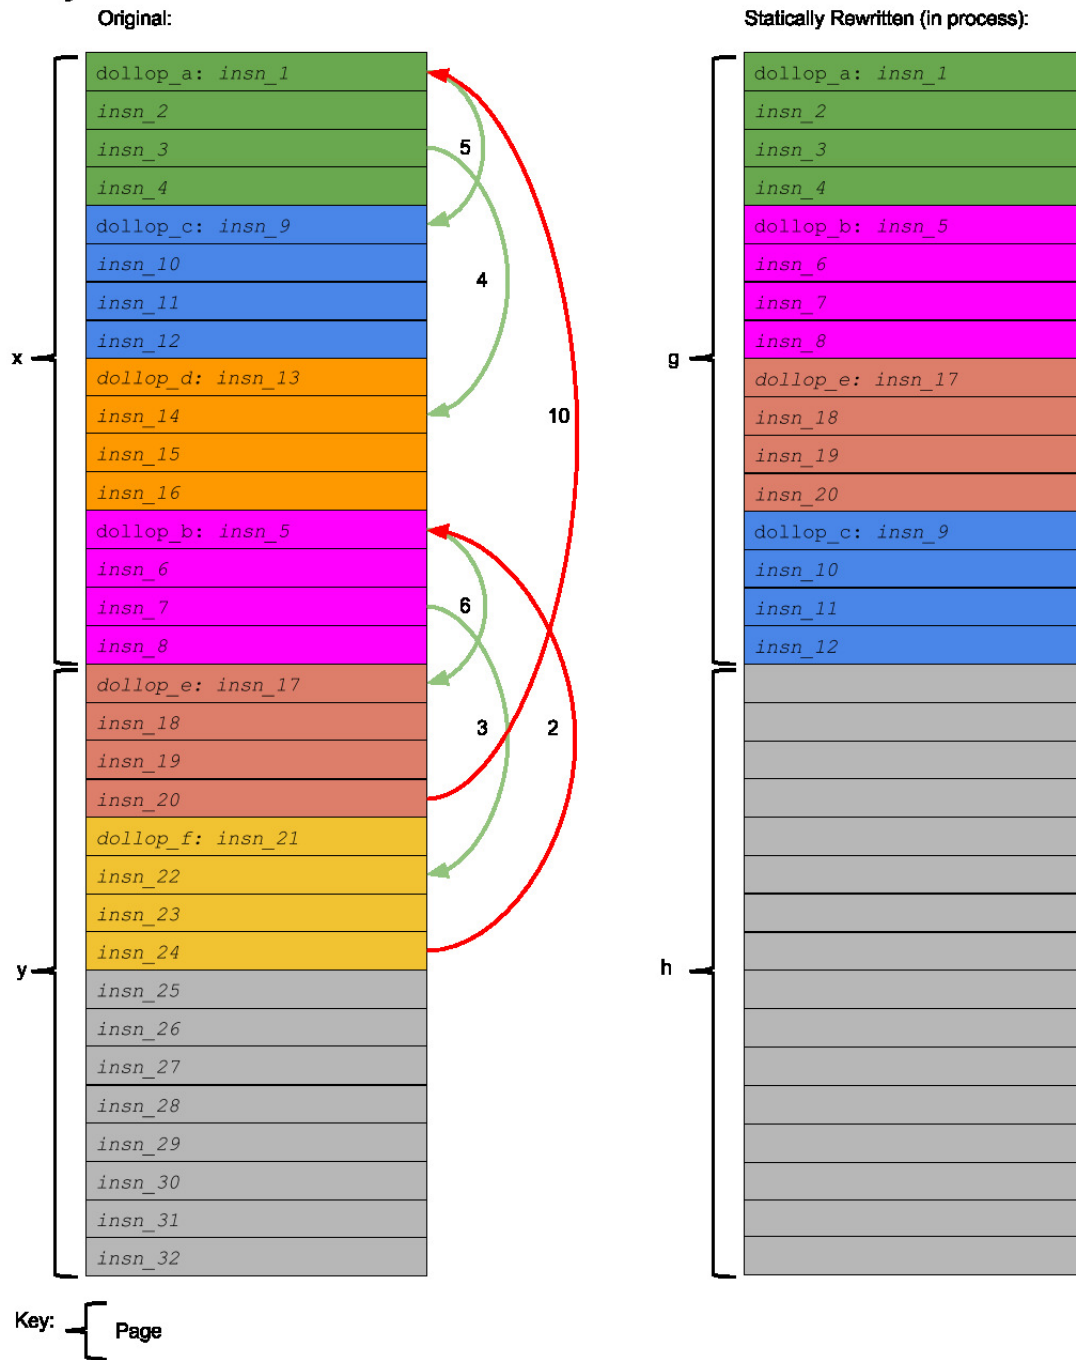 Original:
Statically Rewritten (in process):
dollop_a: insn_1
insn_2
insn_3
insn_4
dollop_c: insn_9
insn_10
insn_11
insn_12
dollop_d: insn_13
insn_14
insn_15
insn_16
dollop_b: insn_5
insn_6
insn_7
insn_8
dollop_e: insn_17
insn_18
insn_19
insn_20
dollop_f: insn_21
insn_22
insn_23
insn_24
insn_25
insn_26
insn_27
insn_28
insn_29
insn_30
insn_31
insn_32
x
y
5
4
10
6
3
2
dollop_a: insn_1
insn_2
insn_3
insn_4
dollop_b: insn_5
insn_6
insn_7
insn_8
dollop_e: insn_17
insn_18
insn_19
insn_20
dollop_c: insn_9
insn_10
insn_11
insn_12
g
h
Key:
Page